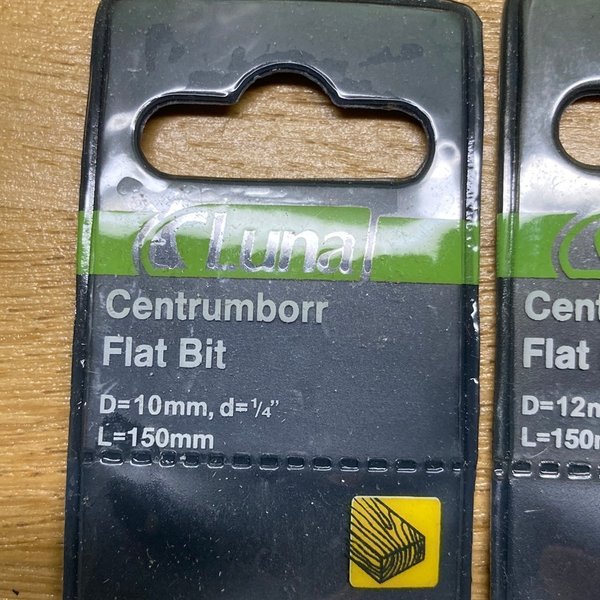 Luna
Centrumborr
Flat Bit
D=10mm, d=¼"
L=150mm
Cent
Flat
D=12m
L=150m